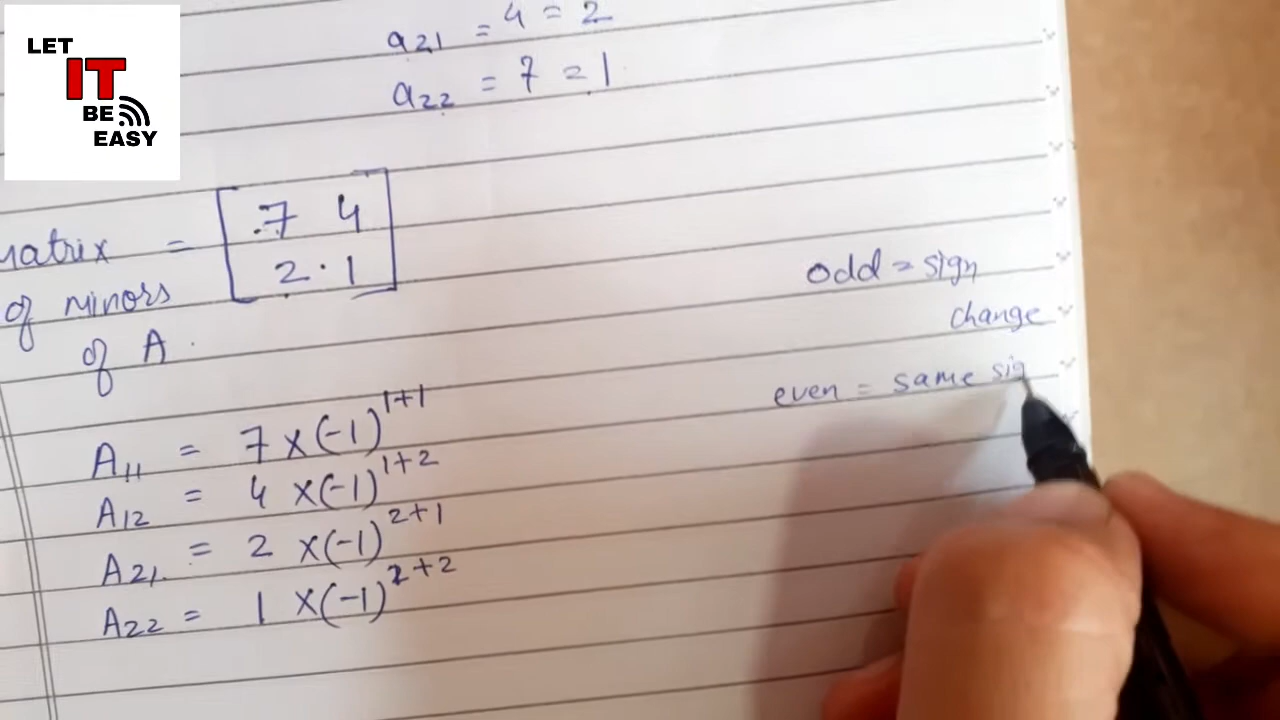 LET
IT
BE
EASY
a21 = 4 = 2
a22 = 7 = 1
matrix = [ 7 4
2 1 ]
of minors
of A
odd = sign
change
even = same sig
A11 = 7 × (-1)^1+1
A12 = 4 × (-1)^1+2
A21 = 2 × (-1)^2+1
A22 = 1 × (-1)^2+2